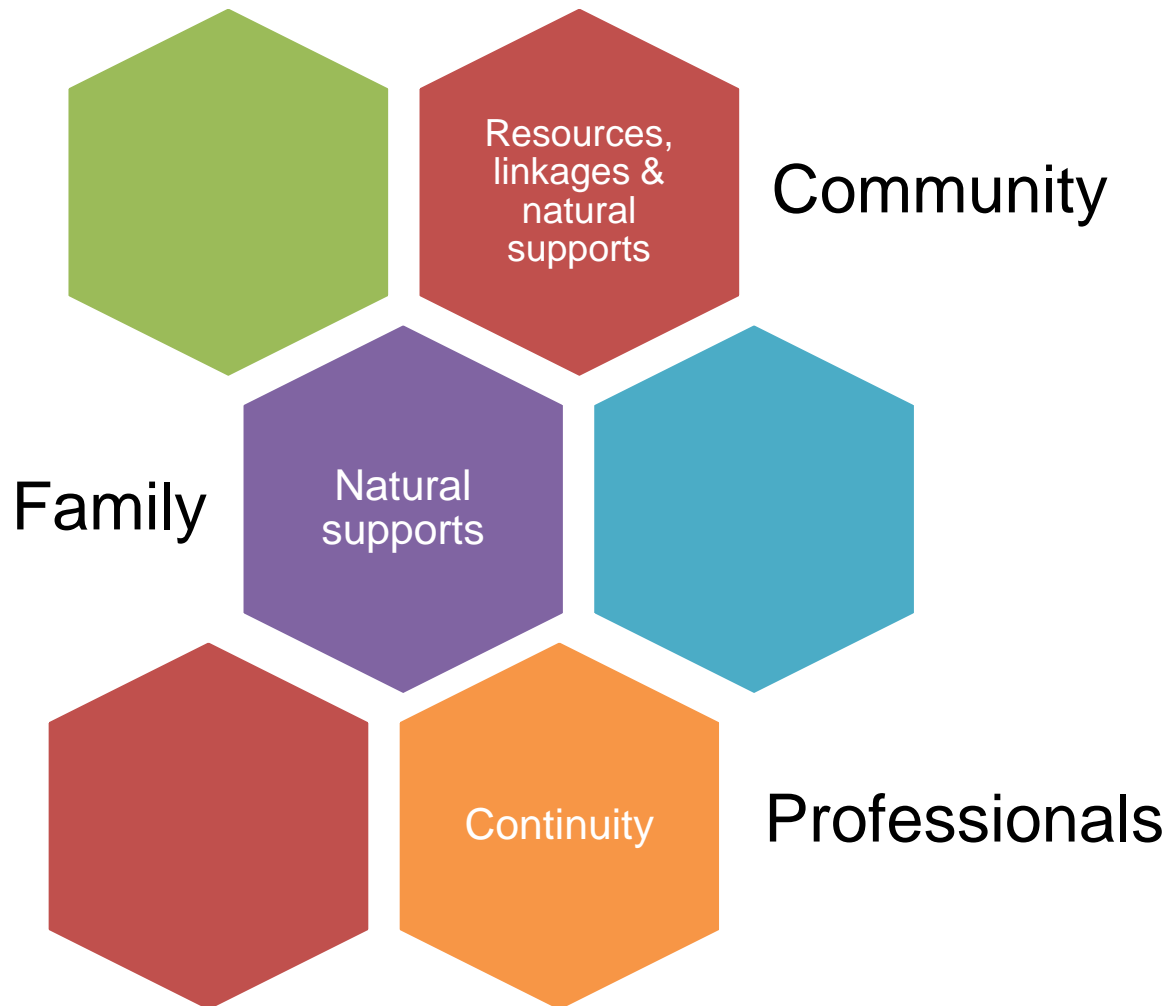 Resources,
linkages &
natural
supports
Community
Family
Natural
supports
Continuity
Professionals